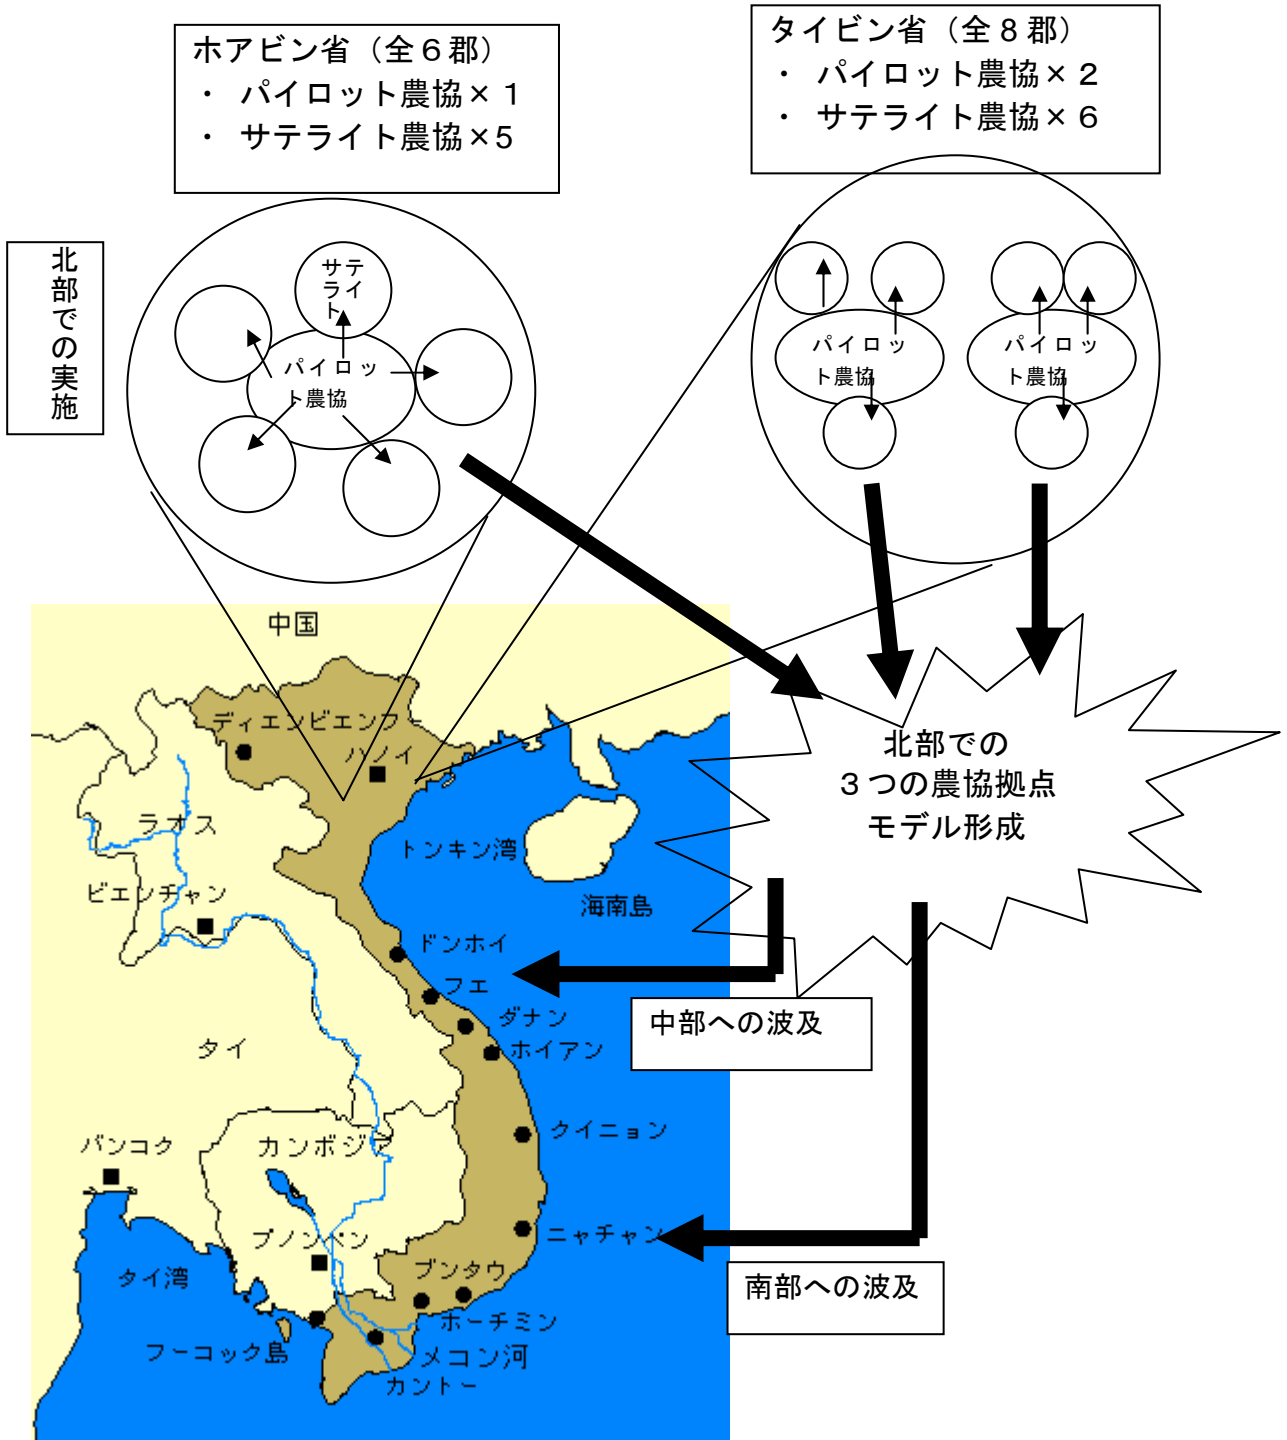 ホアビン省（全６郡）
・ パイロット農協×１
・ サテライト農協×5
タイビン省（全８郡）
・ パイロット農協×２
・ サテライト農協×６
北部での実施
サテ
ライ
ト
パイロッ
ト農協
パイロッ
ト農協
パイロッ
ト農協
中国
ディエンビエンフ
ハノイ
ラオス
ビエンチャン
トンキン湾
海南島
北部での
３つの農協拠点
モデル形成
ドンホイ
フエ
ダナン
ホイアン
中部への波及
タイ
クイニョン
バンコク
カンボジア
ニャチャン
プノンペン
タイ湾
ブンタウ
ホーチミン
南部への波及
フーコック島
メコン河
カントー